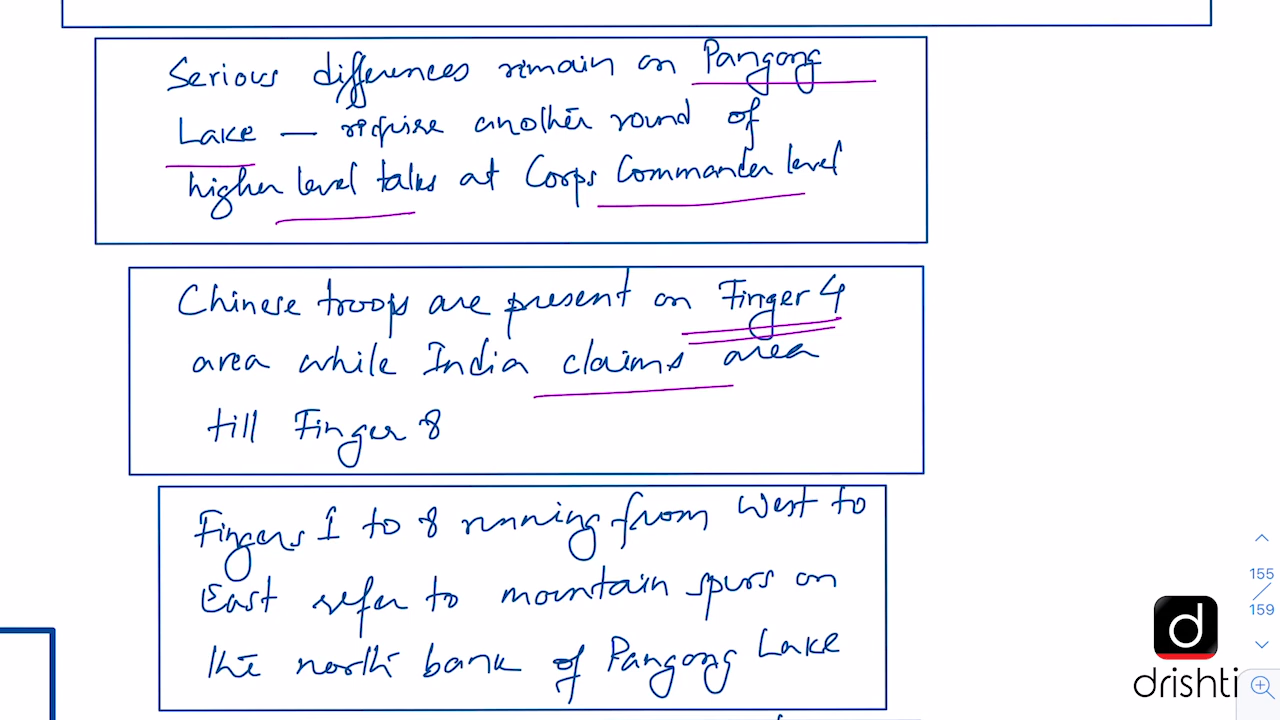 Serious differences remain on Pangong
Lake — require another round of
higher level talks at Corps Commander level
Chinese troops are present on Finger 4
area while India claims area
till Finger 8
Fingers 1 to 8 running from West to
East refer to mountain spurs on
the north bank of Pangong Lake
155
/
159
d
drishti